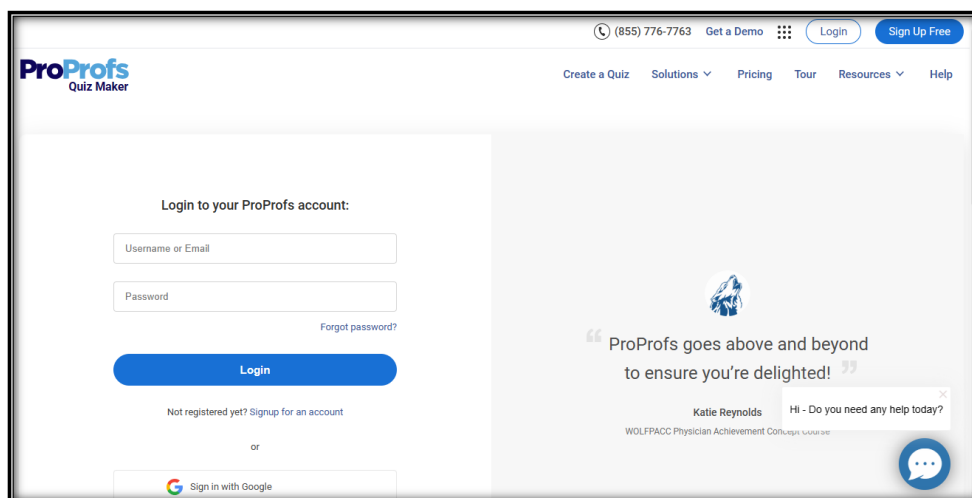 (855) 776-7763 Get a Demo Login Sign Up Free
ProProfs
Quiz Maker
Create a Quiz Solutions Pricing Tour Resources Help
Login to your ProProfs account:
Username or Email
Password
Forgot password?
Login
Not registered yet? Signup for an account
or
Sign in with Google
“ ProProfs goes above and beyond
to ensure you’re delighted! ”
Katie Reynolds
WOLFPACC Physician Achievement Concept Course
Hi - Do you need any help today?